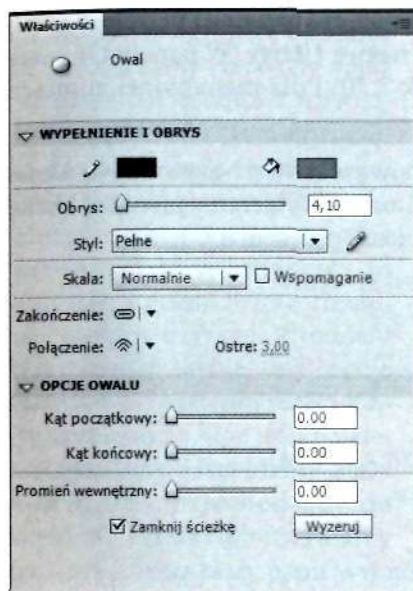 Właściwości
Owal
WYPEŁNIENIE I OBRYS
Obrys: 4,10
Styl: Pełne
Skala: Normalnie Wspomaganie
Zakończenie:
Połączenie: Ostre: 3,00
OPCJE OWALU
Kąt początkowy: 0.00
Kąt końcowy: 0.00
Promień wewnętrzny: 0.00
Zamknij ścieżkę Wyzeruj